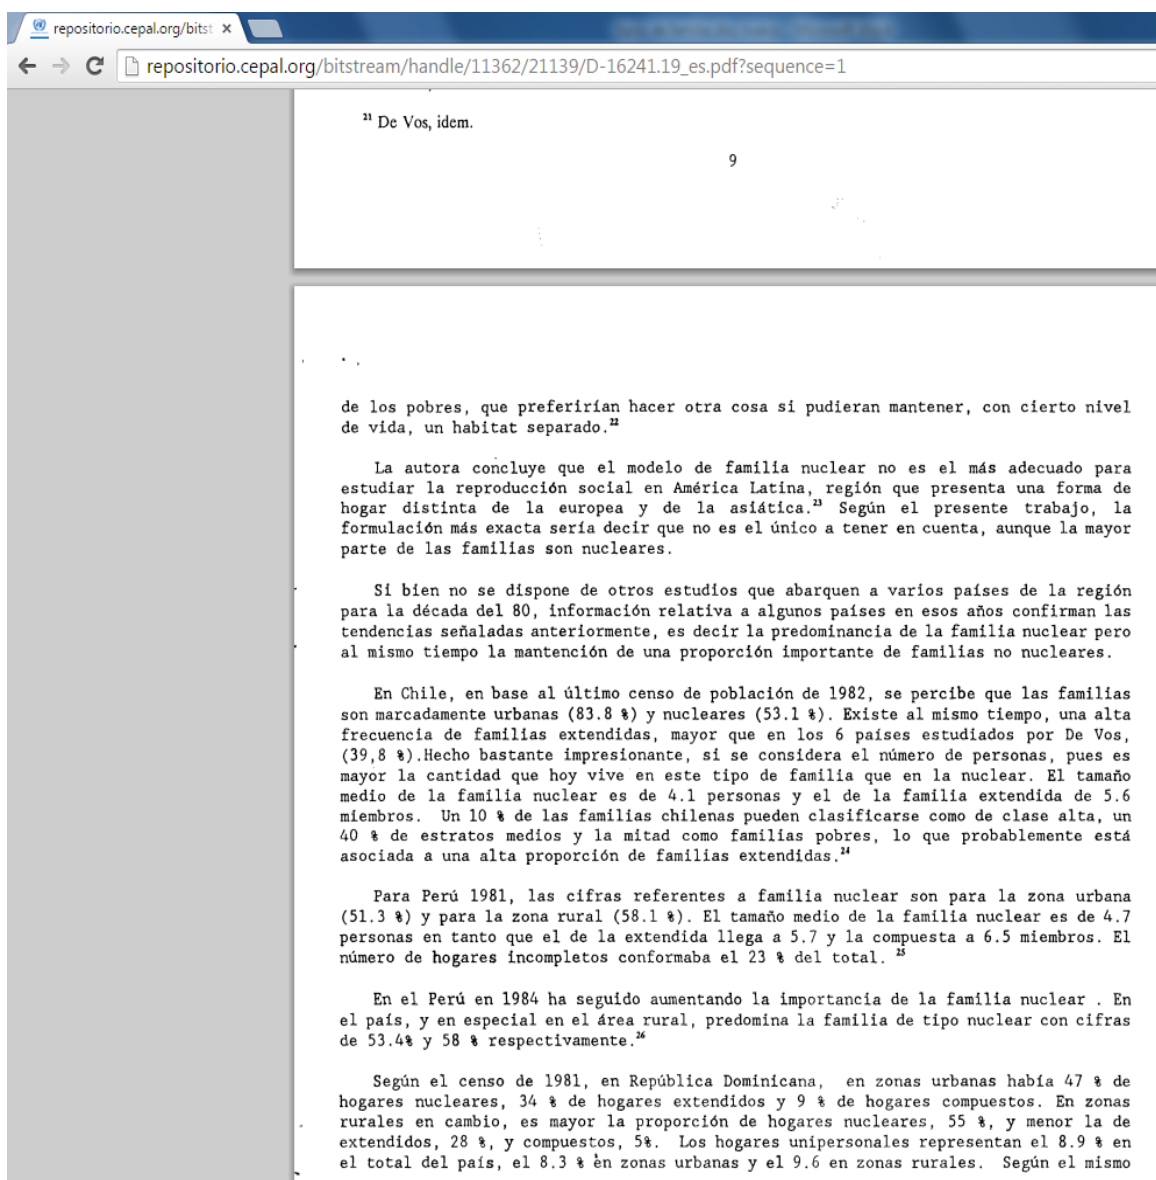 repositorio.cepal.org/bitst
repositorio.cepal.org/bitstream/handle/11362/21139/D-16241.19_es.pdf?sequence=1
21 De Vos, idem.
9
de los pobres, que preferirían hacer otra cosa si pudieran mantener, con cierto nivel
de vida, un habitat separado.22
La autora concluye que el modelo de familia nuclear no es el más adecuado para
estudiar la reproducción social en América Latina, región que presenta una forma de
hogar distinta de la europea y de la asiática.23 Según el presente trabajo, la
formulación más exacta sería decir que no es el único a tener en cuenta, aunque la mayor
parte de las familias son nucleares.
Si bien no se dispone de otros estudios que abarquen a varios países de la región
para la década del 80, información relativa a algunos países en esos años confirman las
tendencias señaladas anteriormente, es decir la predominancia de la familia nuclear pero
al mismo tiempo la mantención de una proporción importante de familias no nucleares.
En Chile, en base al último censo de población de 1982, se percibe que las familias
son marcadamente urbanas (83.8 %) y nucleares (53.1 %). Existe al mismo tiempo, una alta
frecuencia de familias extendidas, mayor que en los 6 países estudiados por De Vos,
(39,8 %).Hecho bastante impresionante, si se considera el número de personas, pues es
mayor la cantidad que hoy vive en este tipo de familia que en la nuclear. El tamaño
medio de la familia nuclear es de 4.1 personas y el de la familia extendida de 5.6
miembros. Un 10 % de las familias chilenas pueden clasificarse como de clase alta, un
40 % de estratos medios y la mitad como familias pobres, lo que probablemente está
asociada a una alta proporción de familias extendidas.24
Para Perú 1981, las cifras referentes a familia nuclear son para la zona urbana
(51.3 %) y para la zona rural (58.1 %). El tamaño medio de la familia nuclear es de 4.7
personas en tanto que el de la extendida llega a 5.7 y la compuesta a 6.5 miembros. El
número de hogares incompletos conformaba el 23 % del total. 25
En el Perú en 1984 ha seguido aumentando la importancia de la familia nuclear . En
el país, y en especial en el área rural, predomina la familia de tipo nuclear con cifras
de 53.4% y 58 % respectivamente.26
Según el censo de 1981, en República Dominicana, en zonas urbanas había 47 % de
hogares nucleares, 34 % de hogares extendidos y 9 % de hogares compuestos. En zonas
rurales en cambio, es mayor la proporción de hogares nucleares, 55 %, y menor la de
extendidos, 28 %, y compuestos, 5%. Los hogares unipersonales representan el 8.9 % en
el total del país, el 8.3 % en zonas urbanas y el 9.6 en zonas rurales. Según el mismo